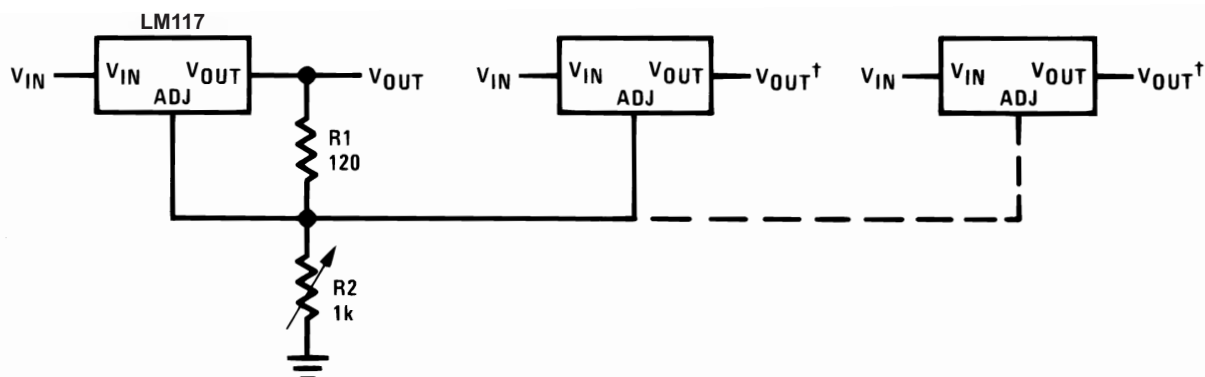 LM117
VIN VIN VOUT VOUT VIN VIN VOUT VOUT† VIN VIN VOUT VOUT†
ADJ ADJ ADJ
R1
120
R2
1k